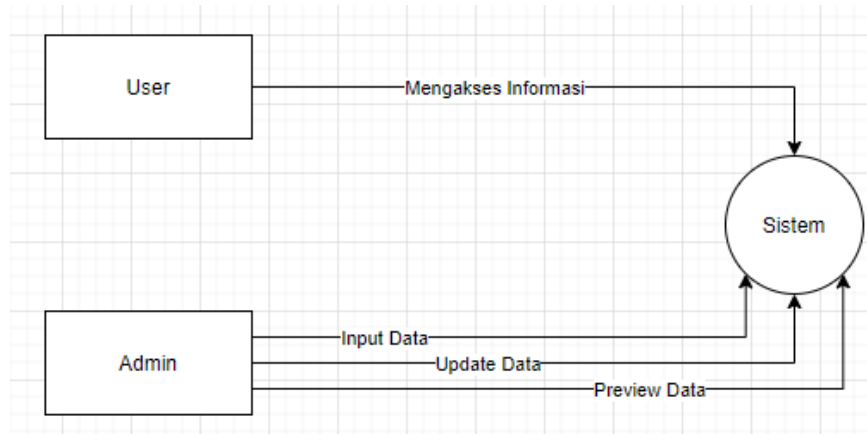 User
Mengakses Informasi
Sistem
Input Data
Admin
Update Data
Preview Data